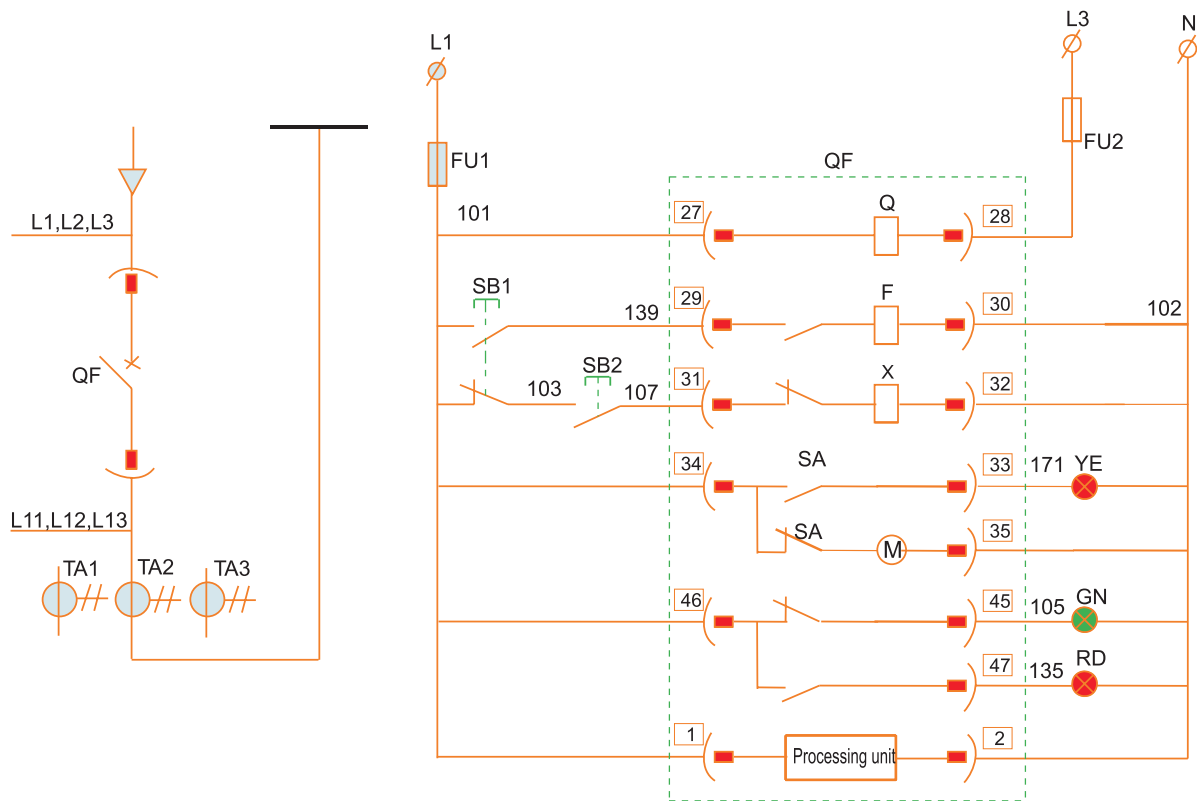 L1,L2,L3
QF
L11,L12,L13
TA1 TA2 TA3
L1
FU1
L3
FU2
N
QF
101 27 Q 28
SB1 139 29 F 30 102
103 SB2 107 31 X 32
34 SA 33 171 YE
SA M 35
46 45 105 GN
47 135 RD
1 Processing unit 2